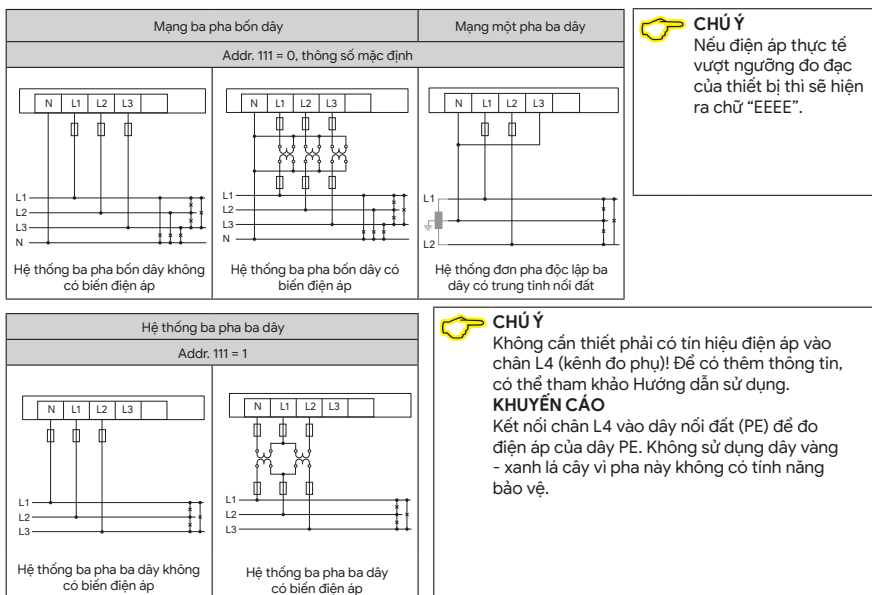 Mạng ba pha bốn dây
Mạng một pha ba dây
Addr. 111 = 0, thông số mặc định
N L1 L2 L3
N L1 L2 L3
N L1 L2 L3
L1
L2
L3
N
L1
L2
L3
N
L1
L2
Hệ thống ba pha bốn dây không
có biến điện áp
Hệ thống ba pha bốn dây có
biến điện áp
Hệ thống đơn pha độc lập ba
dây có trung tính nối đất
CHÚ Ý
Nếu điện áp thực tế
vượt ngưỡng đo đạc
của thiết bị thì sẽ hiện
ra chữ “EEEE”.
Hệ thống ba pha ba dây
Addr. 111 = 1
N L1 L2 L3
N L1 L2 L3
L1
L2
L3
L1
L2
L3
Hệ thống ba pha ba dây không
có biến điện áp
Hệ thống ba pha ba dây
có biến điện áp
CHÚ Ý
Không cần thiết phải có tín hiệu điện áp vào
chân L4 (kênh đo phụ)! Để có thêm thông tin,
có thể tham khảo Hướng dẫn sử dụng.
KHUYẾN CÁO
Kết nối chân L4 vào dây nối đất (PE) để đo
điện áp của dây PE. Không sử dụng dây vàng
- xanh lá cây vì pha này không có tính năng
bảo vệ.